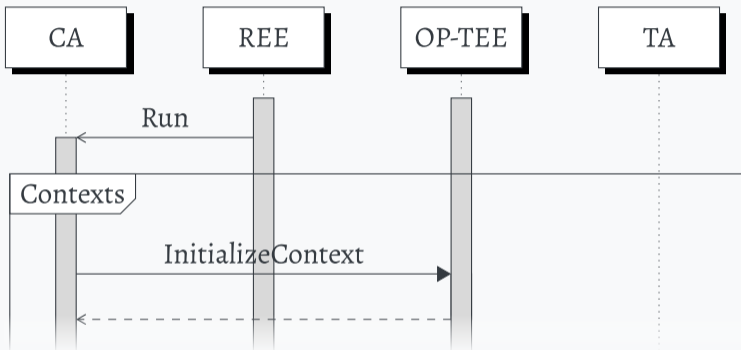 CA
REE
OP-TEE
TA
Run
Contexts
InitializeContext